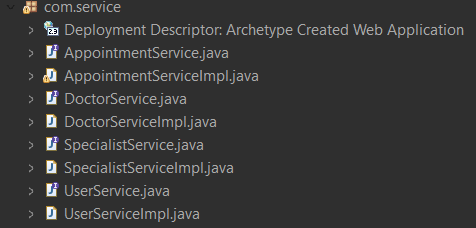 com.service
Deployment Descriptor: Archetype Created Web Application
AppointmentService.java
AppointmentServiceImpl.java
DoctorService.java
DoctorServiceImpl.java
SpecialistService.java
SpecialistServiceImpl.java
UserService.java
UserServiceImpl.java